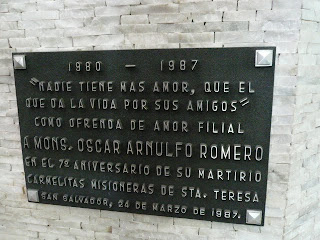 1980 — 1987
"NADIE TIENE MAS AMOR, QUE EL
QUE DA LA VIDA POR SUS AMIGOS"
COMO OFRENDA DE AMOR FILIAL
A MONS. OSCAR ARNULFO ROMERO
EN EL 7º ANIVERSARIO DE SU MARTIRIO
CARMELITAS MISIONERAS DE STA. TERESA
SAN SALVADOR, 24 DE MARZO DE 1987.